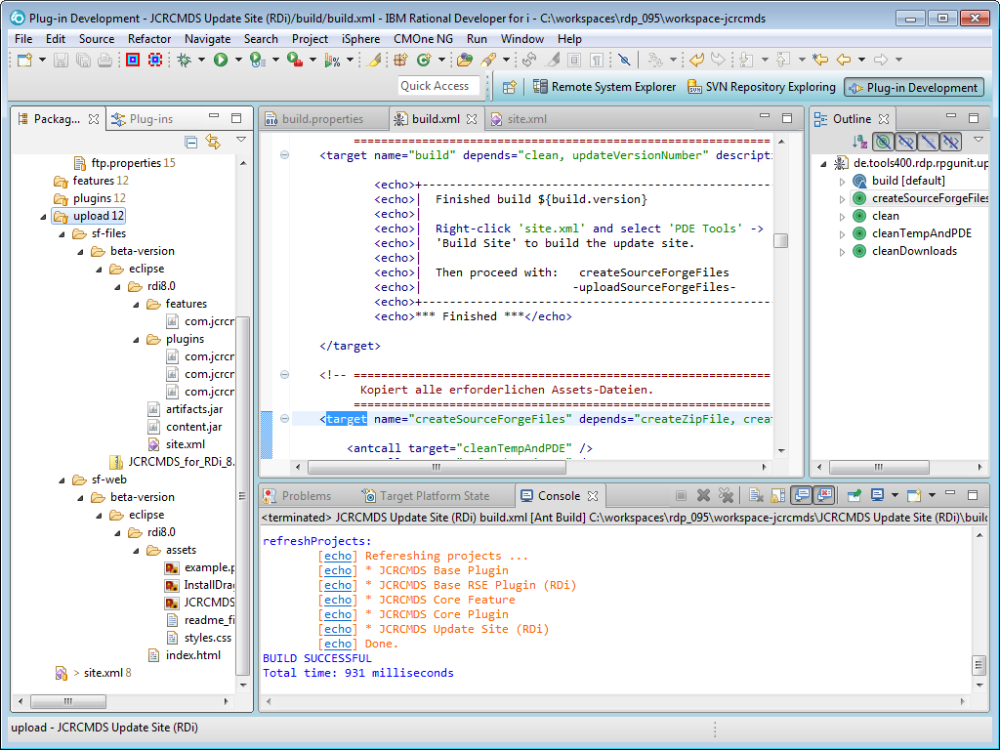 Plug-in Development - JCRCMDS Update Site (RDi)/build/build.xml - IBM Rational Developer for i - C:\workspaces\rdp_095\workspace-jcrcmds
File Edit Source Refactor Navigate Search Project iSphere CMOne NG Run Window Help
Quick Access Remote System Explorer SVN Repository Exploring Plug-in Development
Packag... Plug-ins
ftp.properties 15
features 12
plugins 12
upload 12
sf-files
beta-version
eclipse
rdi8.0
features
com.jcrcr
plugins
com.jcrcr
com.jcrcr
com.jcrcr
artifacts.jar
content.jar
site.xml
JCRCMDS_for_RDi_8.
sf-web
beta-version
eclipse
rdi8.0
assets
example.p
InstallDrag
JCRCMDS
readme_fi
styles.css
index.html
> site.xml 8
build.properties build.xml site.xml
<target name="build" depends="clean, updateVersionNumber" descripti
<echo>+-------------------------------------------------
<echo>| Finished build ${build.version}
<echo>|
<echo>| Right-click 'site.xml' and select 'PDE Tools' ->
<echo>| 'Build Site' to build the update site.
<echo>|
<echo>| Then proceed with: createSourceForgeFiles
<echo>| -uploadSourceForgeFiles-
<echo>+-------------------------------------------------
<echo>*** Finished ***</echo>
</target>
<!-- =============================================================
Kopiert alle erforderlichen Assets-Dateien.
=============================================================
<target name="createSourceForgeFiles" depends="createZipFile, crea
<antcall target="cleanTempAndPDE" />
Outline
de.tools400.rdp.rpgunit.up
build [default]
createSourceForgeFiles
clean
cleanTempAndPDE
cleanDownloads
Problems Target Platform State Console
<terminated> JCRCMDS Update Site (RDi) build.xml [Ant Build] C:\workspaces\rdp_095\workspace-jcrcmds\JCRCMDS Update Site (RDi)\build
refreshProjects:
[echo] Refereshing projects ...
[echo] * JCRCMDS Base Plugin
[echo] * JCRCMDS Base RSE Plugin (RDi)
[echo] * JCRCMDS Core Feature
[echo] * JCRCMDS Core Plugin
[echo] * JCRCMDS Update Site (RDi)
[echo] Done.
BUILD SUCCESSFUL
Total time: 931 milliseconds
upload - JCRCMDS Update Site (RDi)